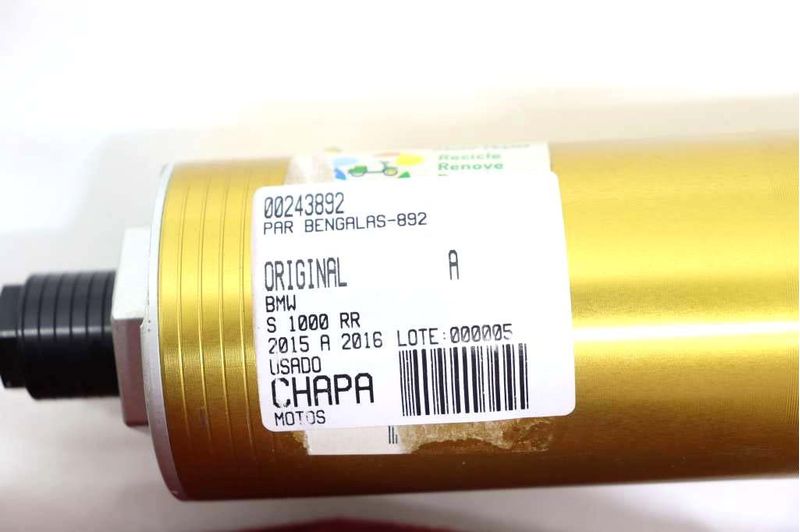 Recicle
Renove
00243892
PAR BENGALAS-892
ORIGINAL A
BMW
S 1000 RR
2015 A 2016 LOTE:000005
USADO
CHAPA
MOTOS